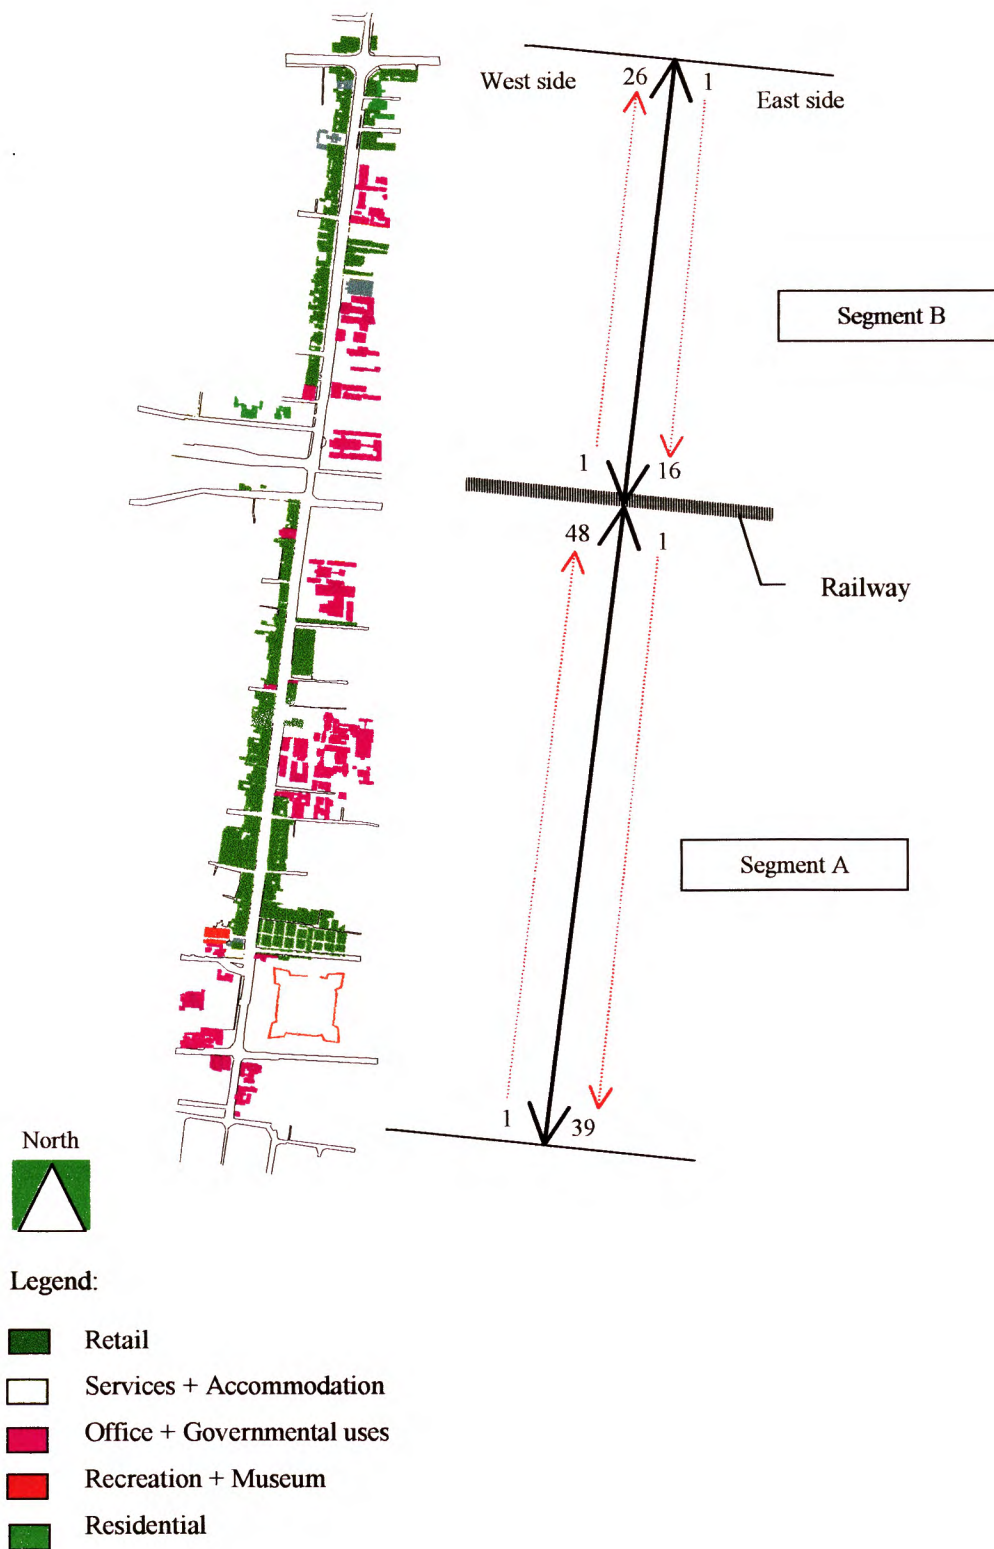 West side
26
1
East side
Segment B
1
16
48
1
Railway
Segment A
1
39
North
Legend:
Retail
Services + Accommodation
Office + Governmental uses
Recreation + Museum
Residential